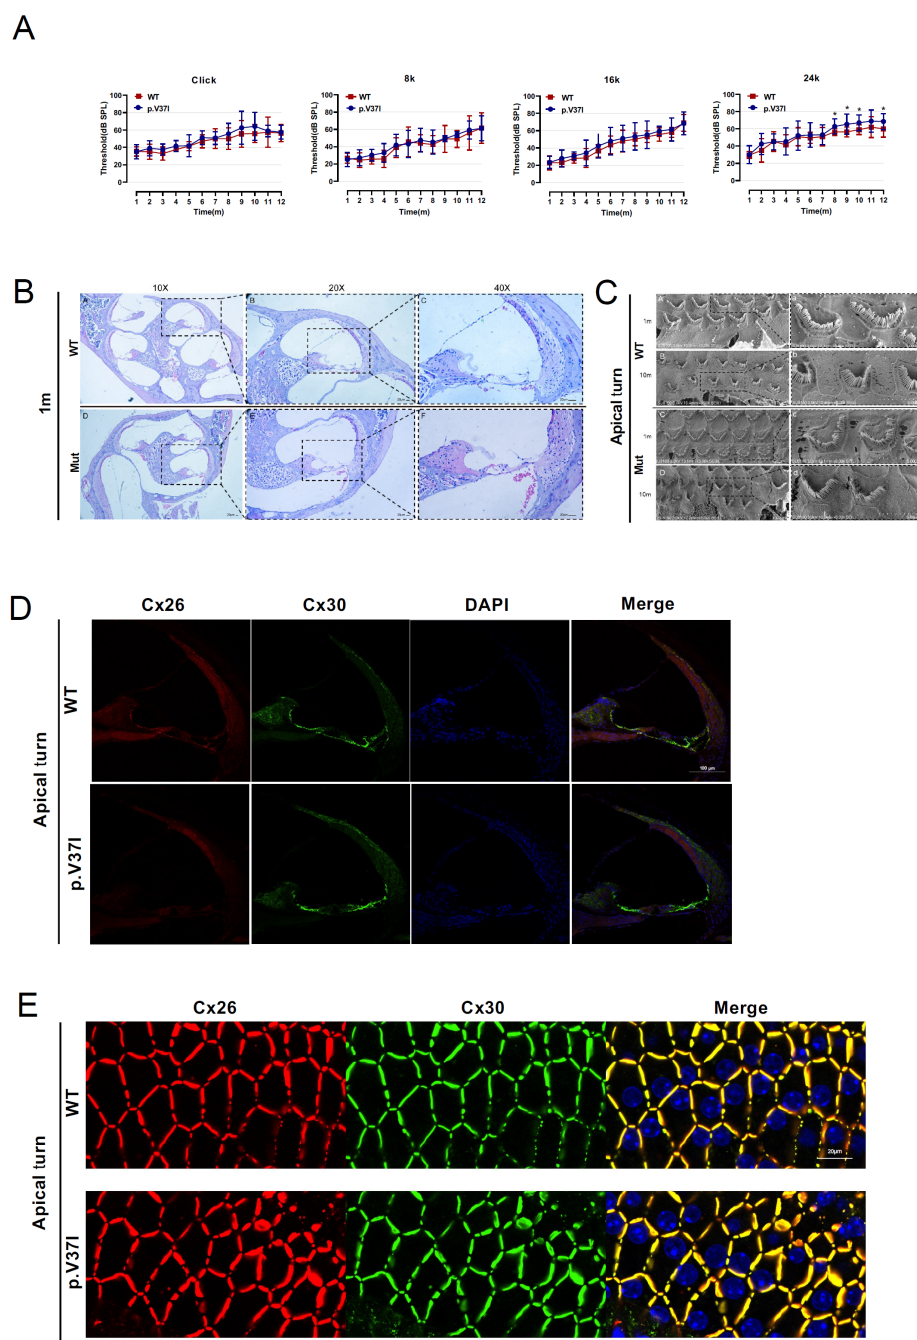 A
Click
8k
16k
24k
Threshold(dB SPL)
100
80
60
40
20
0
WT
p.V37I
1 2 3 4 5 6 7 8 9 10 11 12
Time(m)
Threshold(dB SPL)
100
80
60
40
20
0
WT
p.V37I
1 2 3 4 5 6 7 8 9 10 11 12
Time(m)
Threshold(dB SPL)
100
80
60
40
20
0
WT
p.V37I
1 2 3 4 5 6 7 8 9 10 11 12
Time(m)
Threshold(dB SPL)
100
80
60
40
20
0
WT
p.V37I
* * * *
1 2 3 4 5 6 7 8 9 10 11 12
Time(m)
B
10X 20X 40X
1m
WT
A B C
Mut
D E F
C
Apical turn
WT
1m
A
10m
B
Mut
1m
C
10m
D
D
Cx26 Cx30 DAPI Merge
Apical turn
WT
100 μm
p.V37I
E
Cx26 Cx30 Merge
Apical turn
WT
20μm
p.V37I